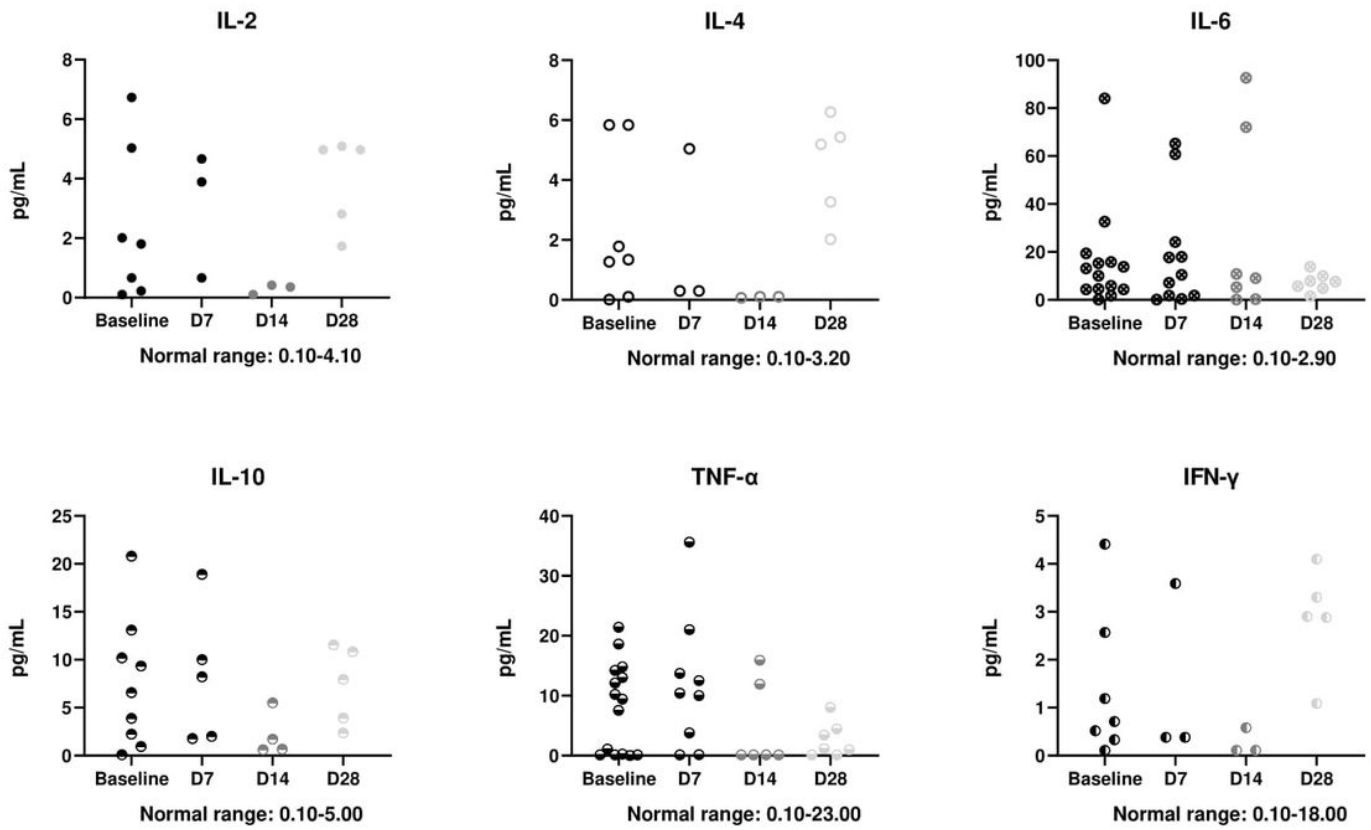 IL-2
8
6
4
2
0
pg/mL
Baseline D7 D14 D28
Normal range: 0.10-4.10
IL-4
8
6
4
2
0
pg/mL
Baseline D7 D14 D28
Normal range: 0.10-3.20
IL-6
100
80
60
40
20
0
pg/mL
Baseline D7 D14 D28
Normal range: 0.10-2.90
IL-10
25
20
15
10
5
0
pg/mL
Baseline D7 D14 D28
Normal range: 0.10-5.00
TNF-α
40
30
20
10
0
pg/mL
Baseline D7 D14 D28
Normal range: 0.10-23.00
IFN-γ
5
4
3
2
1
0
pg/mL
Baseline D7 D14 D28
Normal range: 0.10-18.00